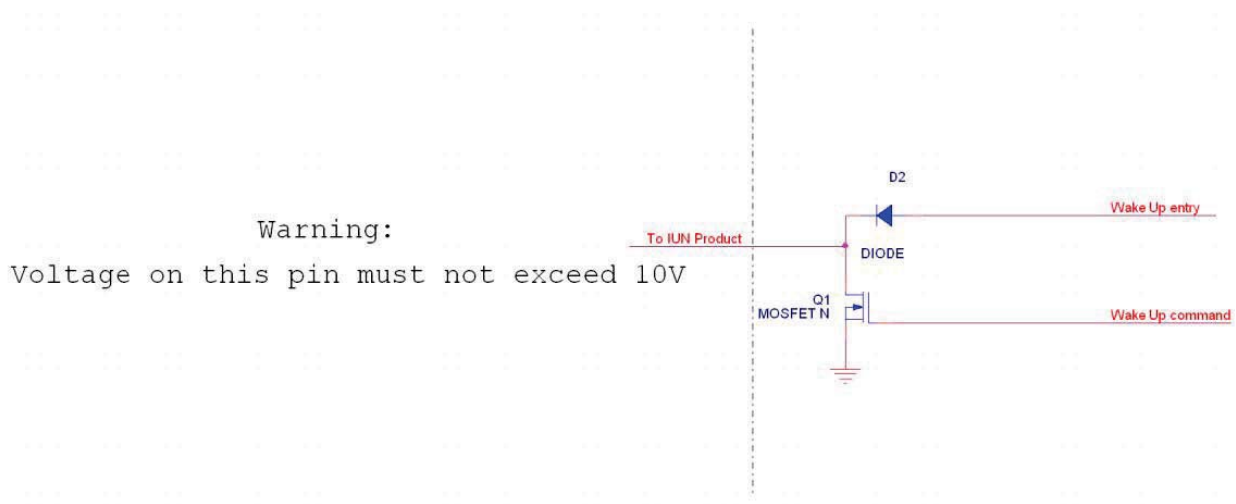 D2
Wake Up entry
Warning:
To IUN Product
DIODE
Voltage on this pin must not exceed 10V
Q1
MOSFET N
Wake Up command